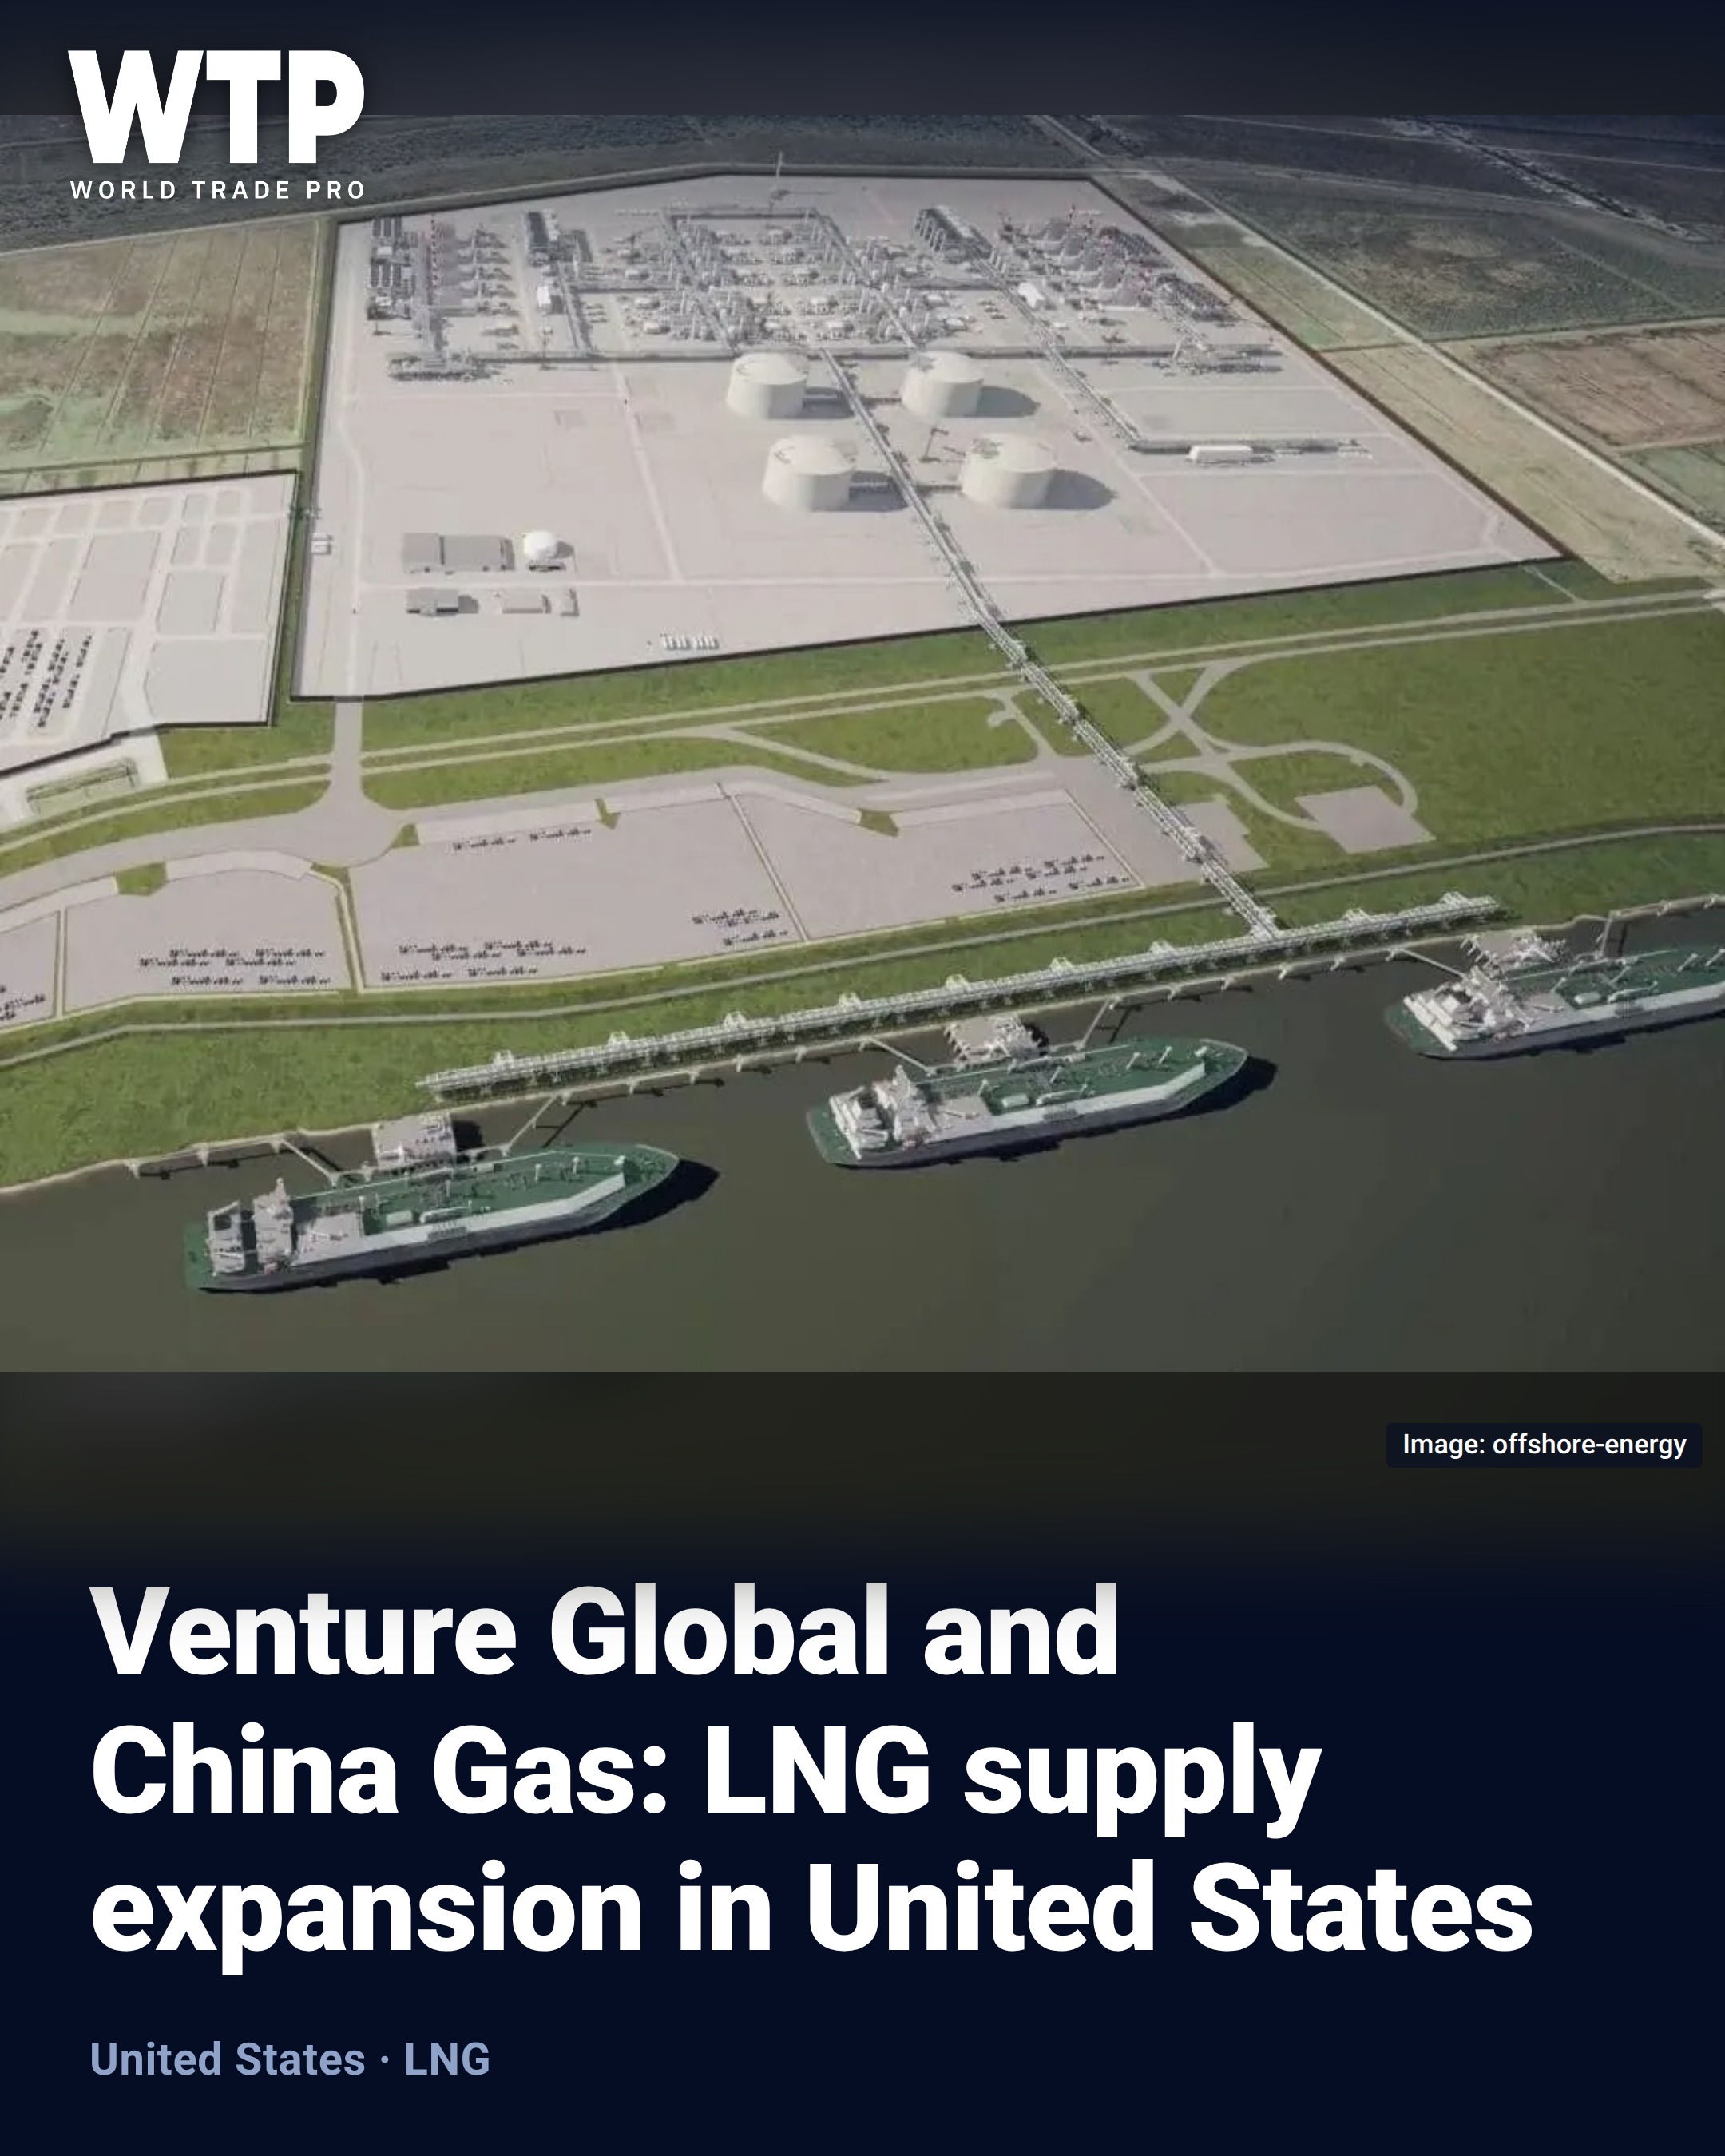 WTP
WORLD TRADE PRO
Image: offshore-energy
Venture Global and
China Gas: LNG supply
expansion in United States
United States · LNG